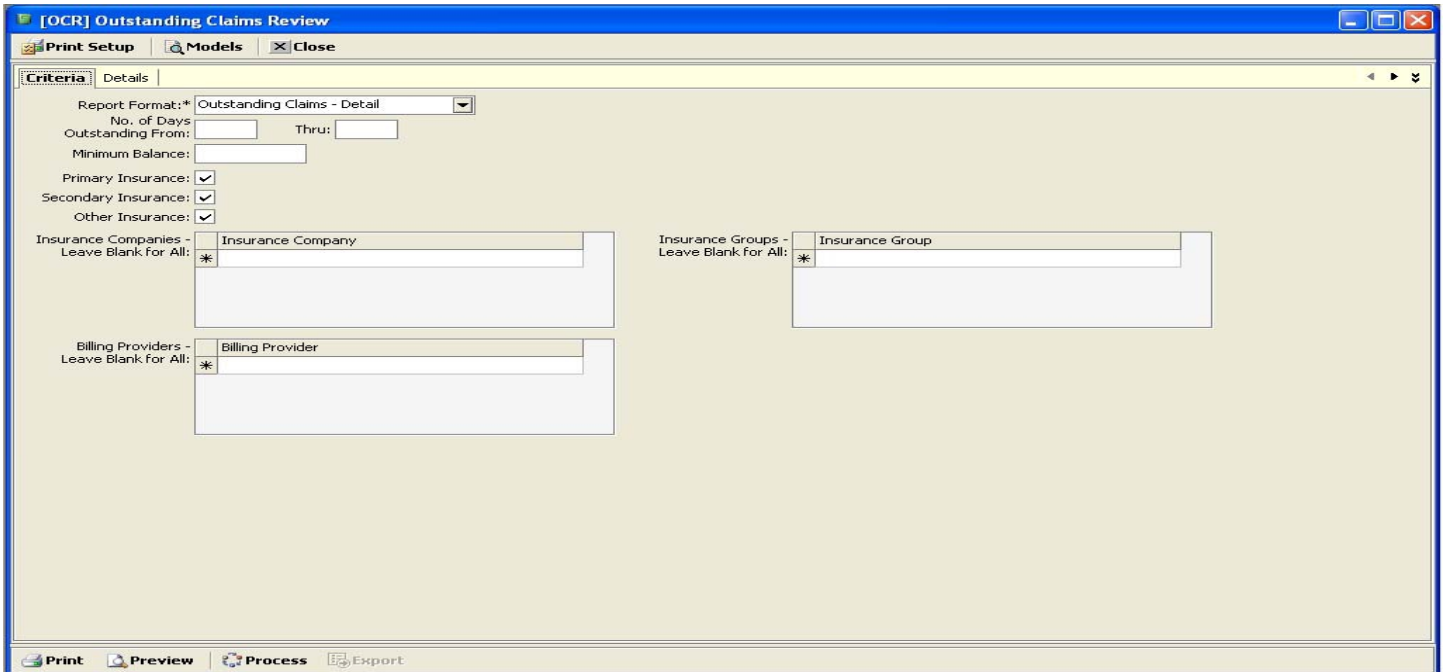 [OCR] Outstanding Claims Review
Print Setup Models Close
Criteria Details
Report Format:* Outstanding Claims - Detail
No. of Days
Outstanding From: Thru:
Minimum Balance:
Primary Insurance:
Secondary Insurance:
Other Insurance:
Insurance Companies -
Leave Blank for All:
Insurance Company
Insurance Groups -
Leave Blank for All:
Insurance Group
Billing Providers -
Leave Blank for All:
Billing Provider
Print Preview Process Export